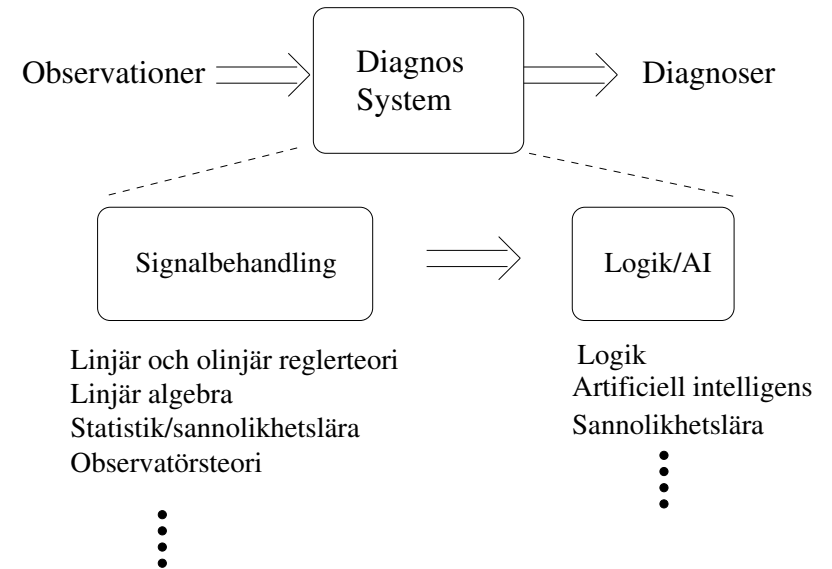 Observationer
Diagnos
System
Diagnoser
Signalbehandling
Logik/AI
Linjär och olinjär reglerteori
Linjär algebra
Statistik/sannolikhetslära
Observatörsteori
Logik
Artificiell intelligens
Sannolikhetslära